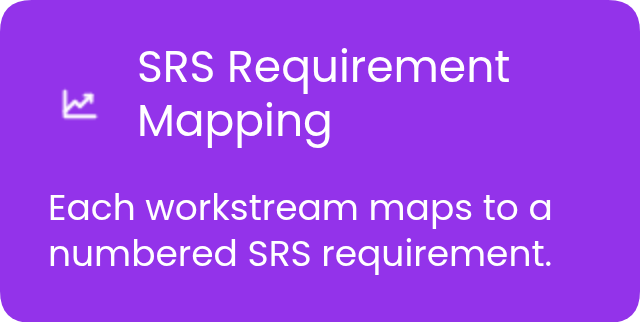 SRS Requirement
Mapping
Each workstream maps to a
numbered SRS requirement.